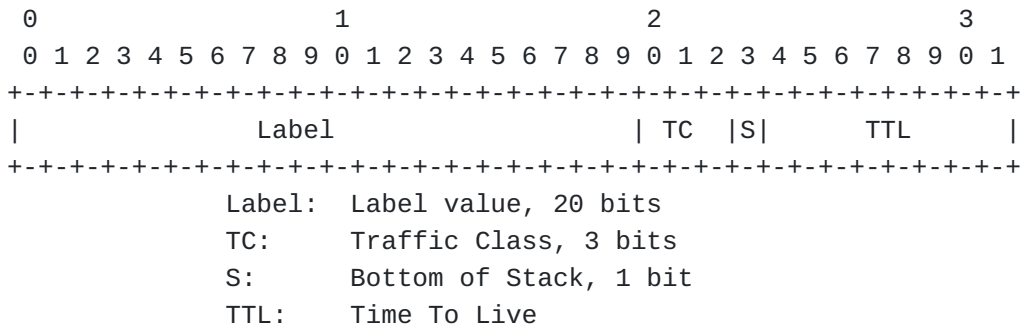 0                   1                   2                   3
 0 1 2 3 4 5 6 7 8 9 0 1 2 3 4 5 6 7 8 9 0 1 2 3 4 5 6 7 8 9 0 1
+-+-+-+-+-+-+-+-+-+-+-+-+-+-+-+-+-+-+-+-+-+-+-+-+-+-+-+-+-+-+-+-+
|               Label                   | TC  |S|      TTL      |
+-+-+-+-+-+-+-+-+-+-+-+-+-+-+-+-+-+-+-+-+-+-+-+-+-+-+-+-+-+-+-+-+
              Label:  Label value, 20 bits
              TC:     Traffic Class, 3 bits
              S:      Bottom of Stack, 1 bit
              TTL:    Time To Live